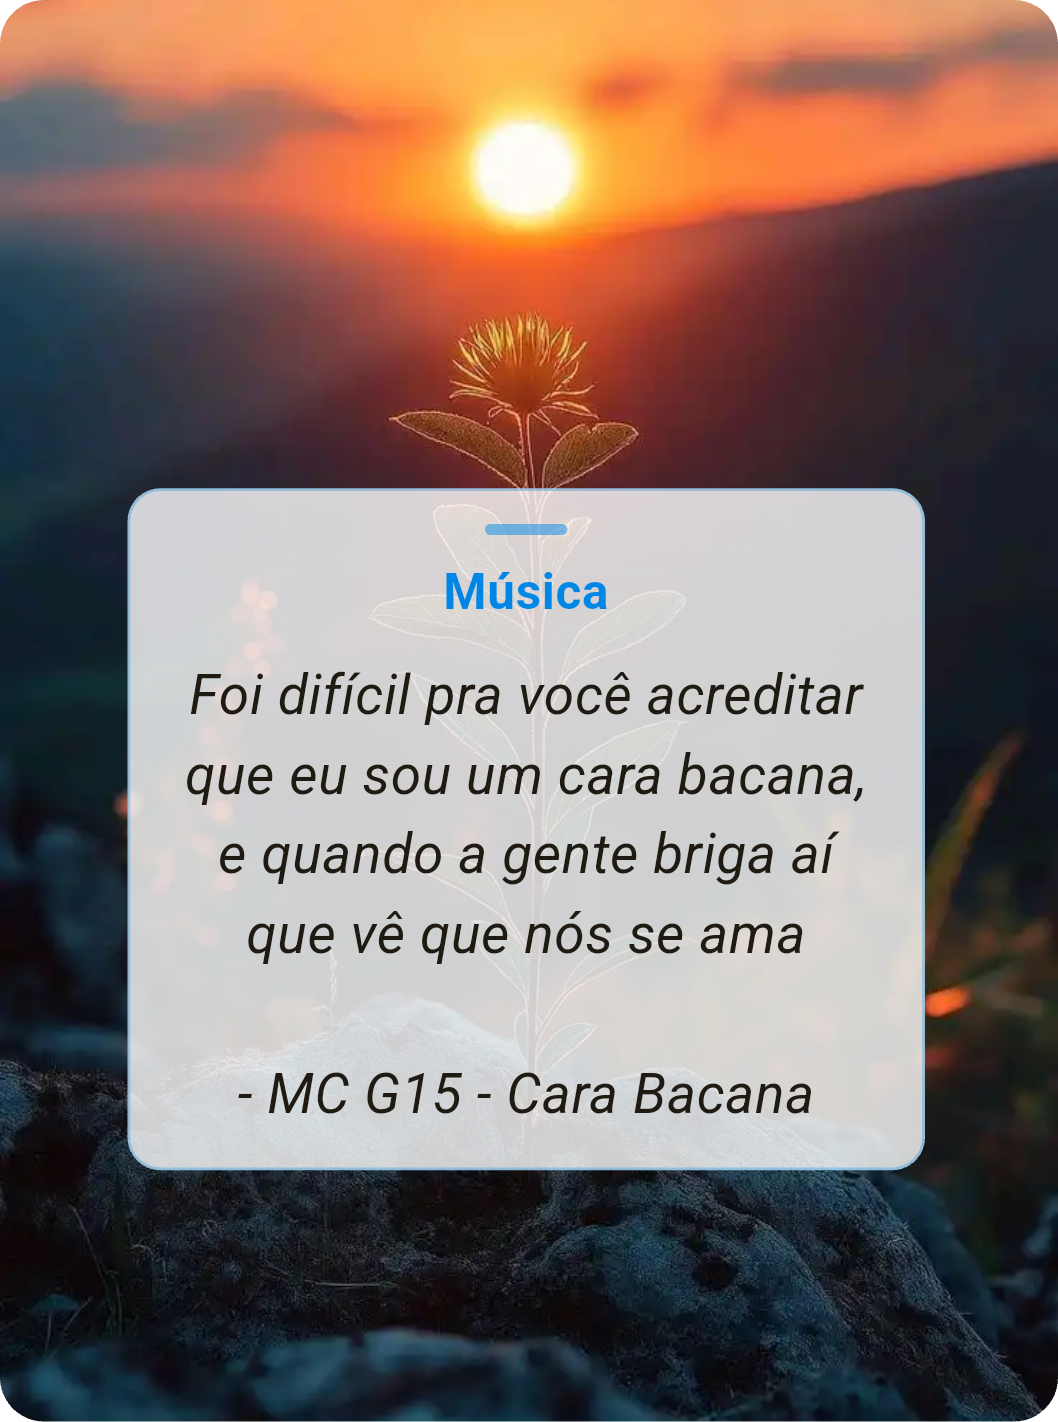 Música
Foi difícil pra você acreditar
que eu sou um cara bacana,
e quando a gente briga aí
que vê que nós se ama
- MC G15 - Cara Bacana